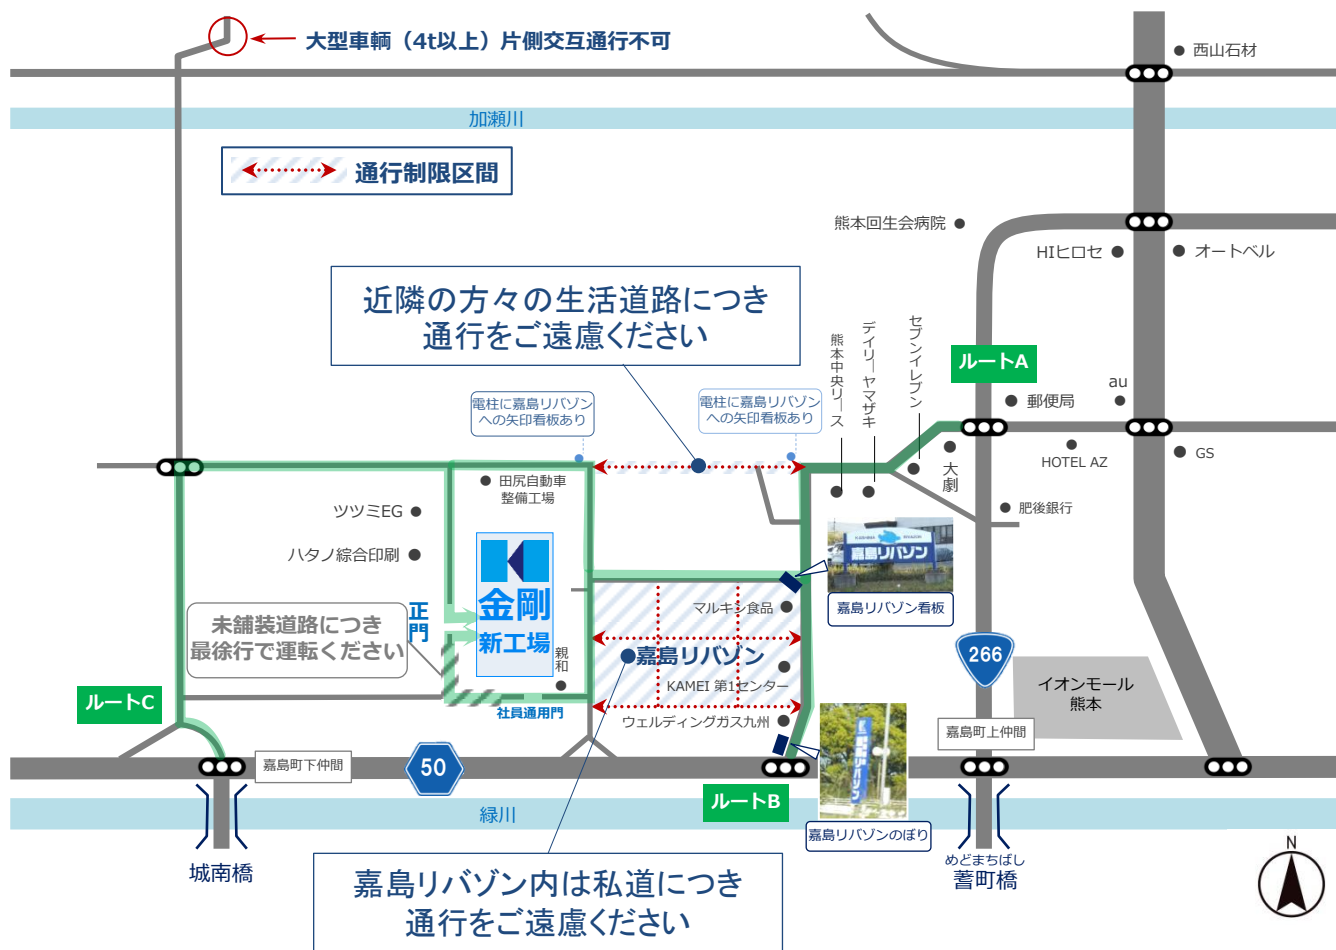 大型車輌（4t以上）片側交互通行不可
西山石材
加瀬川
通行制限区間
熊本回生会病院
HIヒロセ
オートベル
近隣の方々の生活道路につき
通行をご遠慮ください
セブンイレブン
デイリーヤマザキ
熊本中央リース
ルートA
au
郵便局
電柱に嘉島リバゾン
への矢印看板あり
電柱に嘉島リバゾン
への矢印看板あり
GS
HOTEL AZ
大劇
田尻自動車
整備工場
ツツミEG
肥後銀行
ハタノ綜合印刷
嘉島リバゾン
嘉島リバゾン看板
金剛
新工場
正門
マルキン食品
未舗装道路につき
最徐行で運転ください
親和
嘉島リバゾン
KAMEI 第1センター
266
イオンモール
熊本
ルートC
社員通用門
ウェルディングガス九州
嘉島町上仲間
嘉島町下仲間
50
嘉島リバゾン
ルートB
緑川
嘉島リバゾンのぼり
城南橋
めどまちばし
蓍町橋
N
嘉島リバゾン内は私道につき
通行をご遠慮ください